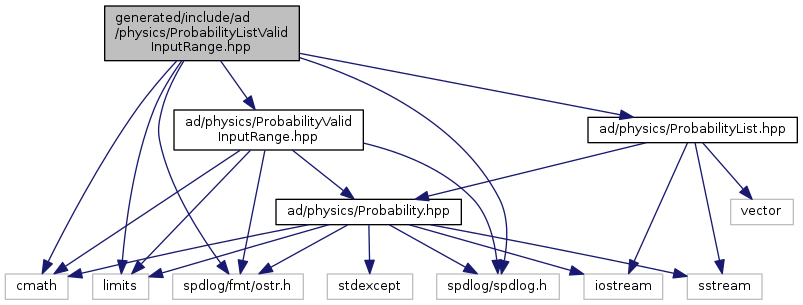 generated/include/ad
/physics/ProbabilityListValid
InputRange.hpp
ad/physics/ProbabilityValid
InputRange.hpp
ad/physics/ProbabilityList.hpp
ad/physics/Probability.hpp
vector
cmath
limits
spdlog/fmt/ostr.h
stdexcept
spdlog/spdlog.h
iostream
sstream